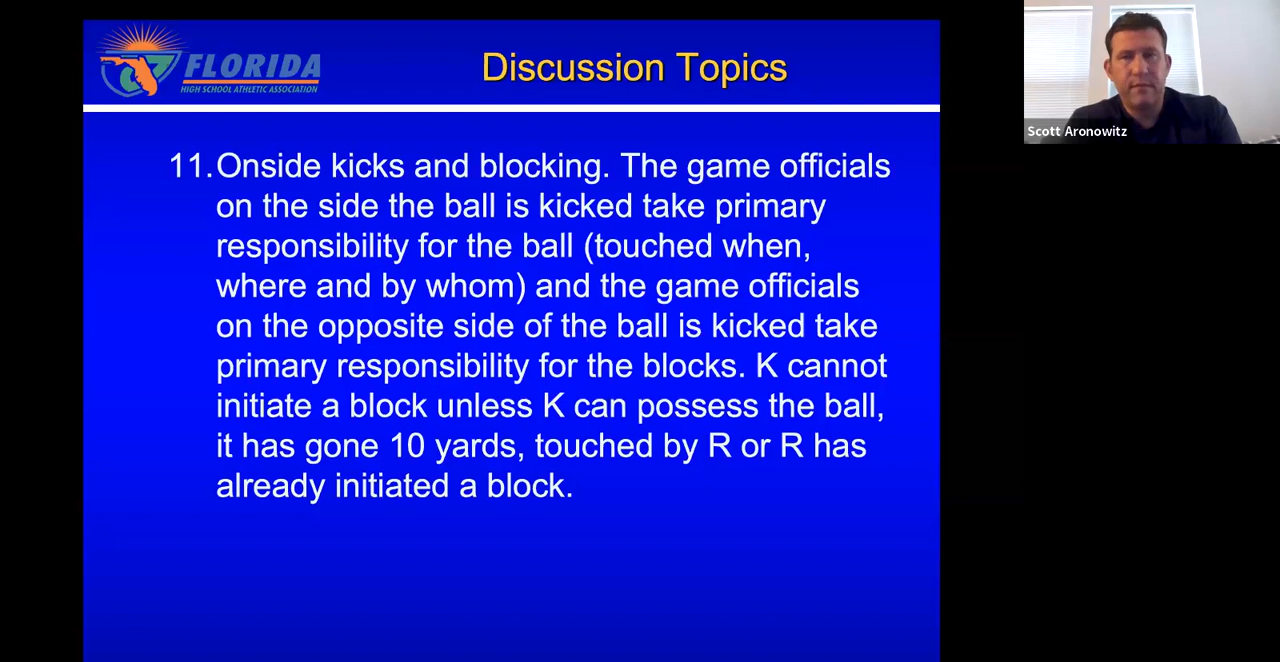 FLORIDA
HIGH SCHOOL ATHLETIC ASSOCIATION
Discussion Topics
Scott Aronowitz
11. Onside kicks and blocking. The game officials
on the side the ball is kicked take primary
responsibility for the ball (touched when,
where and by whom) and the game officials
on the opposite side of the ball is kicked take
primary responsibility for the blocks. K cannot
initiate a block unless K can possess the ball,
it has gone 10 yards, touched by R or R has
already initiated a block.